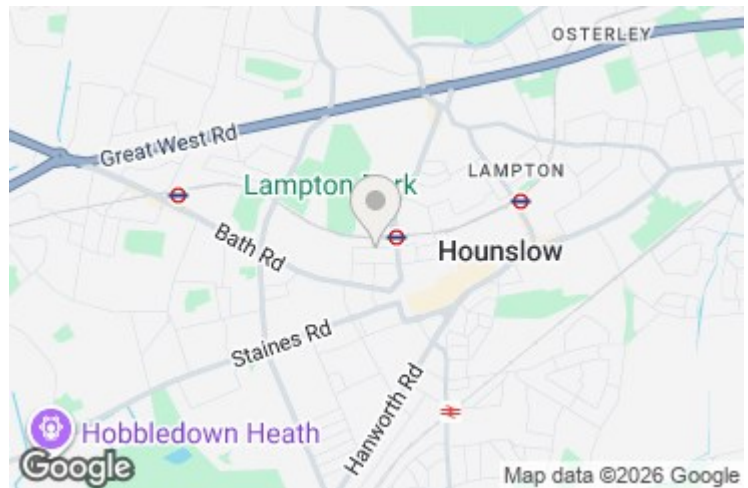 OSTERLEY
Great West Rd
LAMPTON
Lampton Park
Bath Rd
Hounslow
Staines Rd
Hanworth Rd
Hobbledown Heath
Google
Map data ©2026 Google